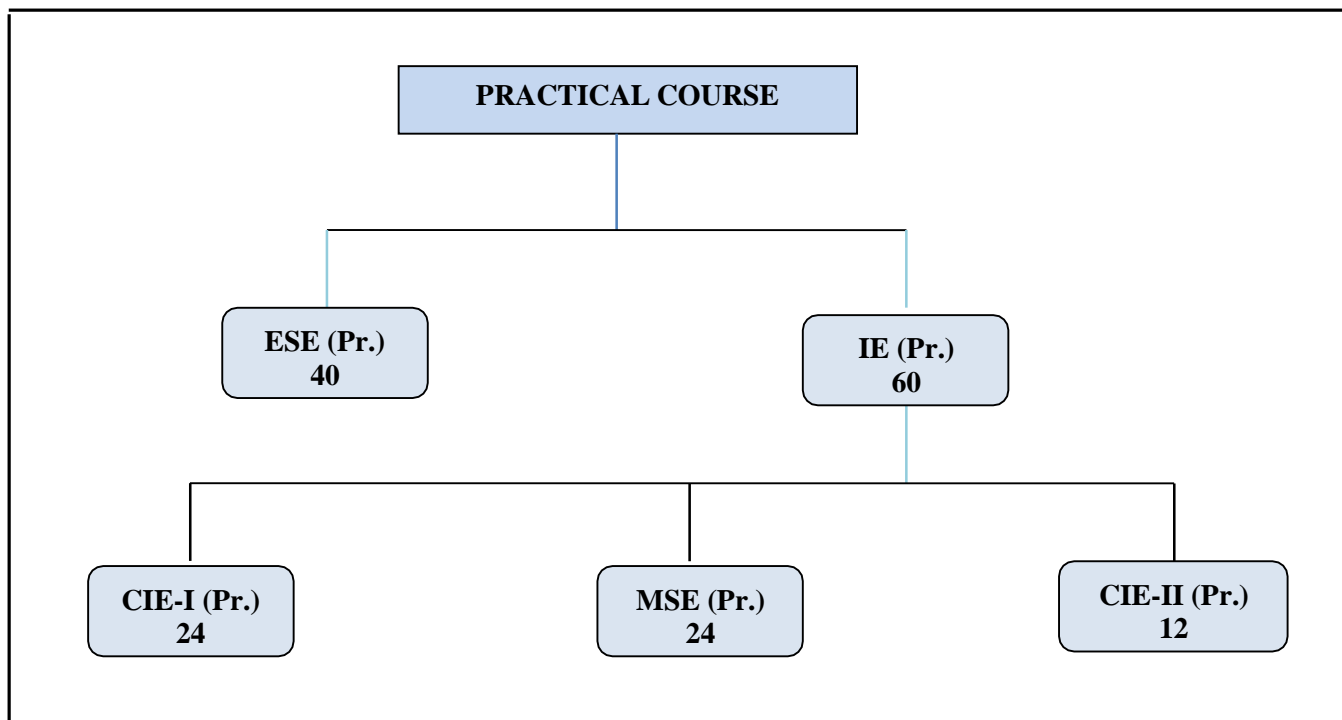 PRACTICAL COURSE
ESE (Pr.)
40
IE (Pr.)
60
CIE-I (Pr.)
24
MSE (Pr.)
24
CIE-II (Pr.)
12